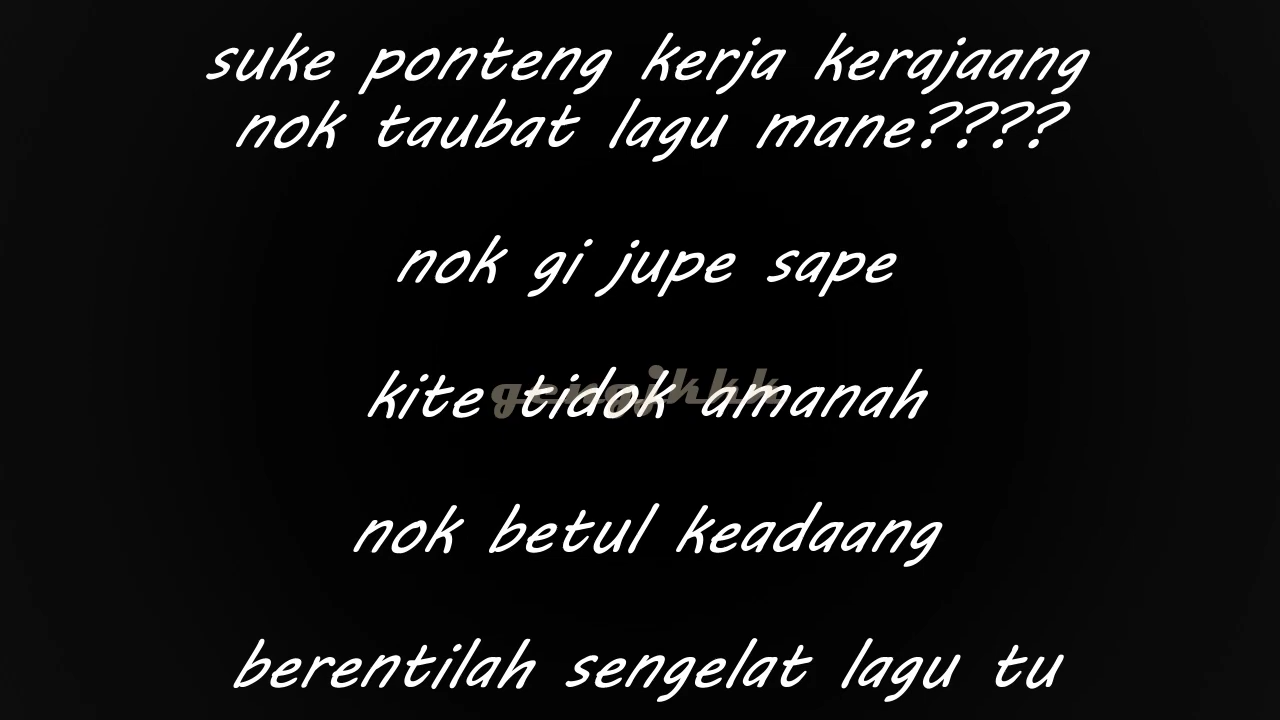 suke ponteng kerja kerajaang
nok taubat lagu mane????
nok gi jupe sape
kite tidok amanah
gengjkkk
nok betul keadaang
berentilah sengelat lagu tu